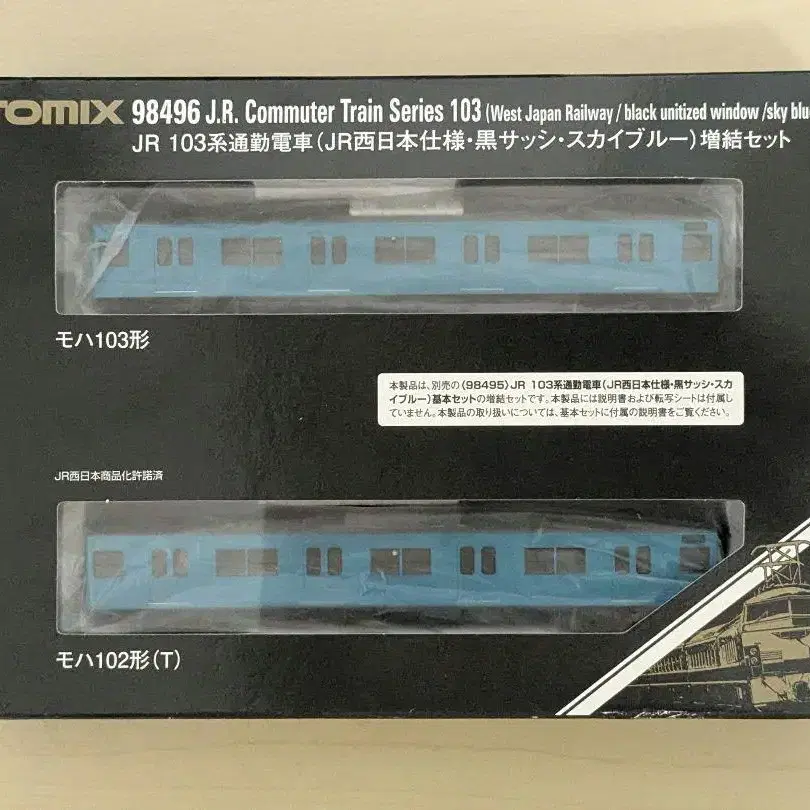 TOMIX 98496 J.R. Commuter Train Series 103 (West Japan Railway / black unitized window /sky blu
JR 103系通勤電車(JR西日本仕様・黒サッシ・スカイブルー)増結セット
モハ103形
本製品は、別売の〈98495〉JR 103系通勤電車(JR西日本仕様・黒サッシ・スカ
イブルー)基本セットの増結セットです。本製品には説明書および転写シートは付属し
ていません。本製品の取り扱いについては、基本セットに付属の説明書をご覧ください。
JR西日本商品化許諾済
モハ102形(T)